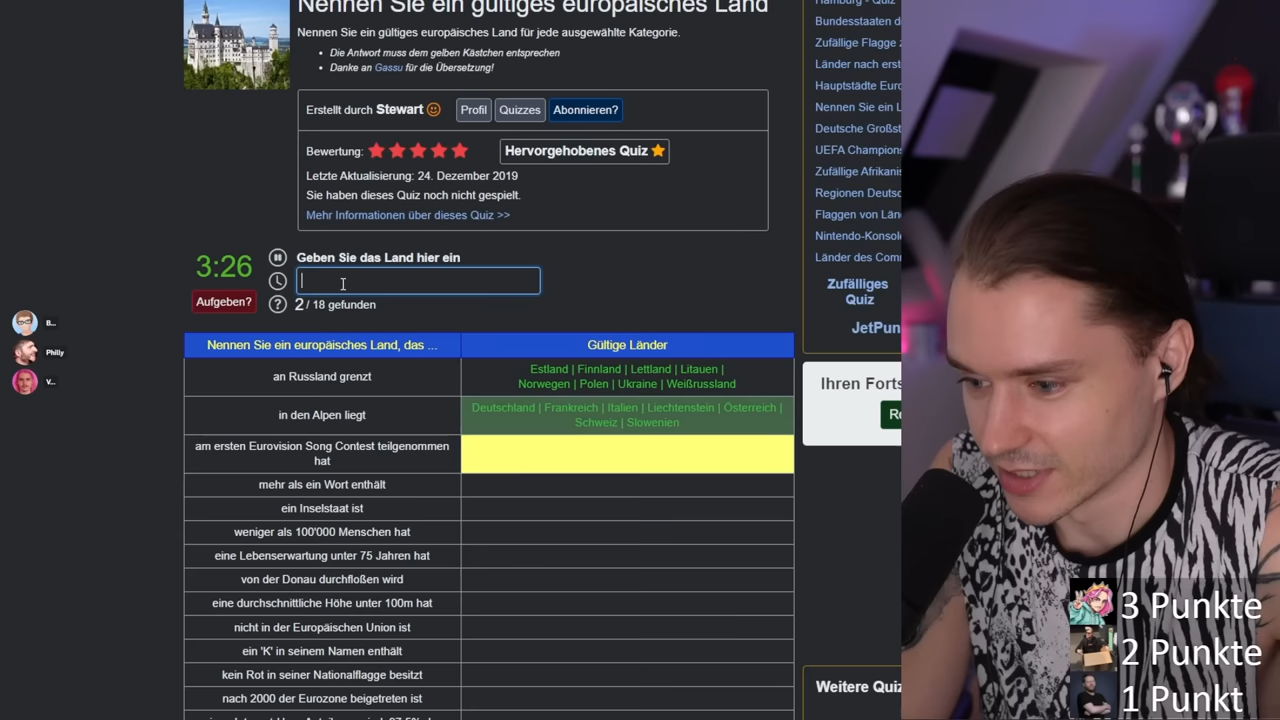 Nennen Sie ein gültiges europäisches Land
Nennen Sie ein gültiges europäisches Land für jede ausgewählte Kategorie.
Die Antwort muss dem gelben Kästchen entsprechen
Danke an Gassu für die Übersetzung!
Erstellt durch Stewart
Profil
Quizzes
Abonnieren?
Bewertung:
Hervorgehobenes Quiz
Letzte Aktualisierung: 24. Dezember 2019
Sie haben dieses Quiz noch nicht gespielt.
Mehr Informationen über dieses Quiz >>
3:26
Aufgeben?
Geben Sie das Land hier ein
2 / 18 gefunden
B...
Philly
V...
Nennen Sie ein europäisches Land, das ...
Gültige Länder
an Russland grenzt
Estland | Finnland | Lettland | Litauen |
Norwegen | Polen | Ukraine | Weißrussland
in den Alpen liegt
Deutschland | Frankreich | Italien | Liechtenstein | Österreich |
Schweiz | Slowenien
am ersten Eurovision Song Contest teilgenommen
hat
mehr als ein Wort enthält
ein Inselstaat ist
weniger als 100'000 Menschen hat
eine Lebenserwartung unter 75 Jahren hat
von der Donau durchfloßen wird
eine durchschnittliche Höhe unter 100m hat
nicht in der Europäischen Union ist
ein 'K' in seinem Namen enthält
kein Rot in seiner Nationalflagge besitzt
nach 2000 der Eurozone beigetreten ist
Hamburg - Quiz
Bundesstaaten d
Zufällige Flagge
Länder nach erst
Hauptstädte Eur
Nennen Sie ein L
Deutsche Großst
UEFA Champion
Zufällige Afrikani
Regionen Deutsc
Flaggen von Län
Nintendo-Konsol
Länder des Com
Zufälliges
Quiz
JetPun
Ihren Forts
Re
Weitere Quiz
3 Punkte
2 Punkte
1 Punkt